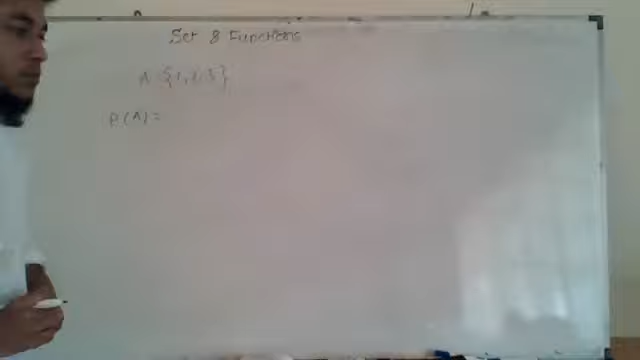 Set & Functions
A {1,2,3}
P(A) =